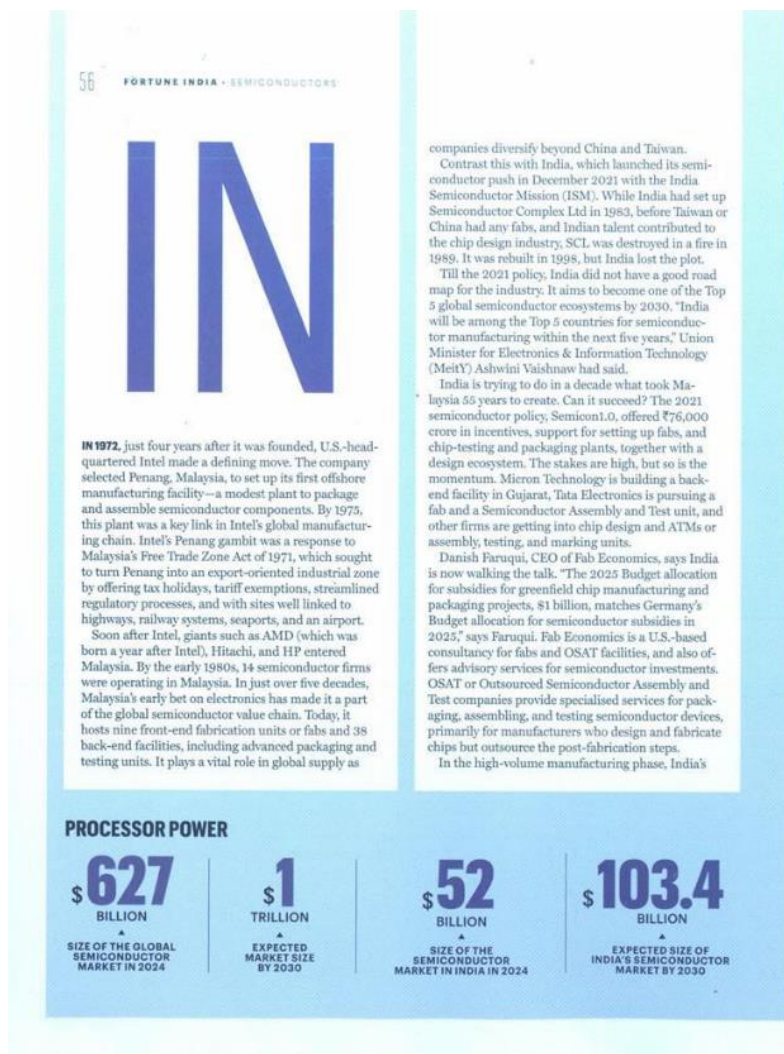 56
FORTUNE INDIA • SEMICONDUCTORS
IN
IN 1972, just four years after it was founded, U.S.-head-
quartered Intel made a defining move. The company
selected Penang, Malaysia, to set up its first offshore
manufacturing facility—a modest plant to package
and assemble semiconductor components. By 1975,
this plant was a key link in Intel's global manufactur-
ing chain. Intel's Penang gambit was a response to
Malaysia's Free Trade Zone Act of 1971, which sought
to turn Penang into an export-oriented industrial zone
by offering tax holidays, tariff exemptions, streamlined
regulatory processes, and with sites well linked to
highways, railway systems, seaports, and an airport.
Soon after Intel, giants such as AMD (which was
born a year after Intel), Hitachi, and HP entered
Malaysia. By the early 1980s, 14 semiconductor firms
were operating in Malaysia. In just over five decades,
Malaysia's early bet on electronics has made it a part
of the global semiconductor value chain. Today, it
hosts nine front-end fabrication units or fabs and 38
back-end facilities, including advanced packaging and
testing units. It plays a vital role in global supply as
companies diversify beyond China and Taiwan.
Contrast this with India, which launched its semi-
conductor push in December 2021 with the India
Semiconductor Mission (ISM). While India had set up
Semiconductor Complex Ltd in 1983, before Taiwan or
China had any fabs, and Indian talent contributed to
the chip design industry, SCL was destroyed in a fire in
1989. It was rebuilt in 1998, but India lost the plot.
Till the 2021 policy, India did not have a good road
map for the industry. It aims to become one of the Top
5 global semiconductor ecosystems by 2030. "India
will be among the Top 5 countries for semiconduc-
tor manufacturing within the next five years," Union
Minister for Electronics & Information Technology
(MeitY) Ashwini Vaishnaw had said.
India is trying to do in a decade what took Ma-
laysia 55 years to create. Can it succeed? The 2021
semiconductor policy, Semicon1.0, offered ₹76,000
crore in incentives, support for setting up fabs, and
chip-testing and packaging plants, together with a
design ecosystem. The stakes are high, but so is the
momentum. Micron Technology is building a back-
end facility in Gujarat, Tata Electronics is pursuing a
fab and a Semiconductor Assembly and Test unit, and
other firms are getting into chip design and ATMs or
assembly, testing, and marking units.
Danish Faruqui, CEO of Fab Economics, says India
is now walking the talk. "The 2025 Budget allocation
for subsidies for greenfield chip manufacturing and
packaging projects, $1 billion, matches Germany's
Budget allocation for semiconductor subsidies in
2025," says Faruqui. Fab Economics is a U.S.-based
consultancy for fabs and OSAT facilities, and also of-
fers advisory services for semiconductor investments.
OSAT or Outsourced Semiconductor Assembly and
Test companies provide specialised services for pack-
aging, assembling, and testing semiconductor devices,
primarily for manufacturers who design and fabricate
chips but outsource the post-fabrication steps.
In the high-volume manufacturing phase, India's
PROCESSOR POWER
$627
BILLION
SIZE OF THE GLOBAL
SEMICONDUCTOR
MARKET IN 2024
$1
TRILLION
EXPECTED
MARKET SIZE
BY 2030
$52
BILLION
SIZE OF THE
SEMICONDUCTOR
MARKET IN INDIA IN 2024
$103.4
BILLION
EXPECTED SIZE OF
INDIA'S SEMICONDUCTOR
MARKET BY 2030